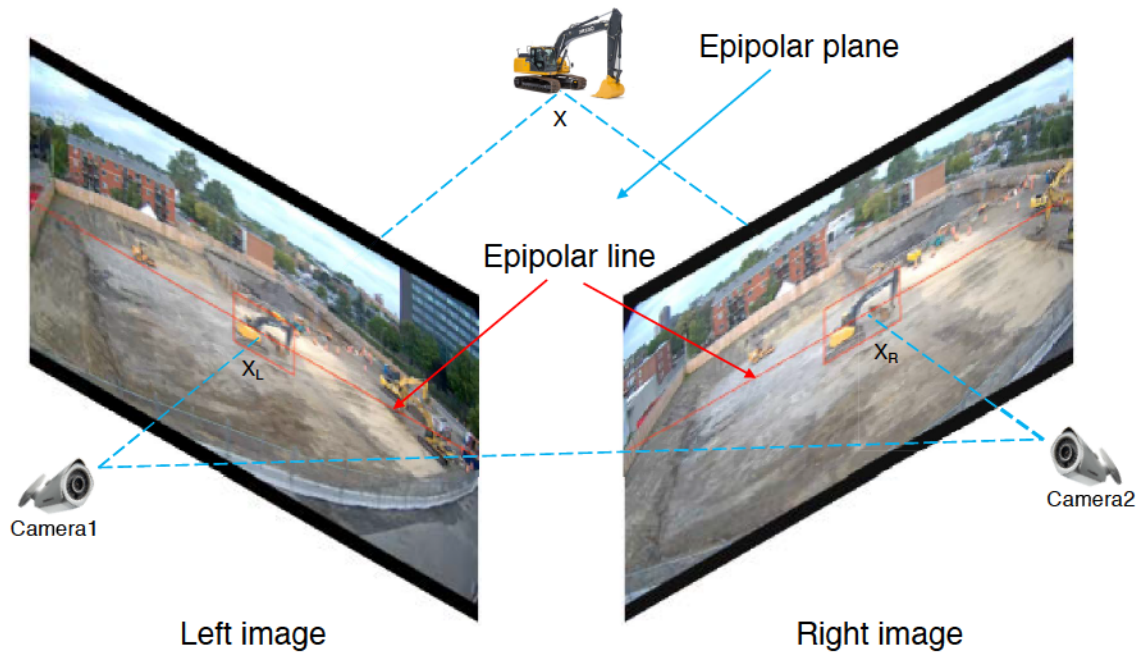 Epipolar plane
X
Epipolar line
X_L
X_R
Camera1
Camera2
Left image
Right image